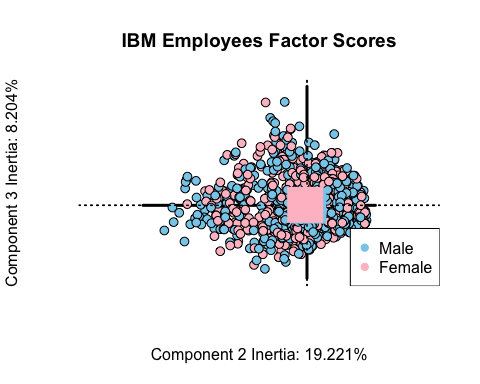 IBM Employees Factor Scores
Component 3 Inertia: 8.204%
Male
Female
Component 2 Inertia: 19.221%